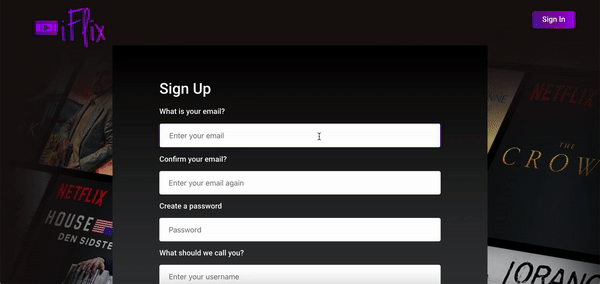 iFlix
Sign In
Sign Up
What is your email?
Enter your email
Confirm your email?
Enter your email again
Create a password
Password
What should we call you?
Enter your username
NETFLIX
HOUSE
DEN SIDSTE
NETFLIX
THE
CROW
ORANG